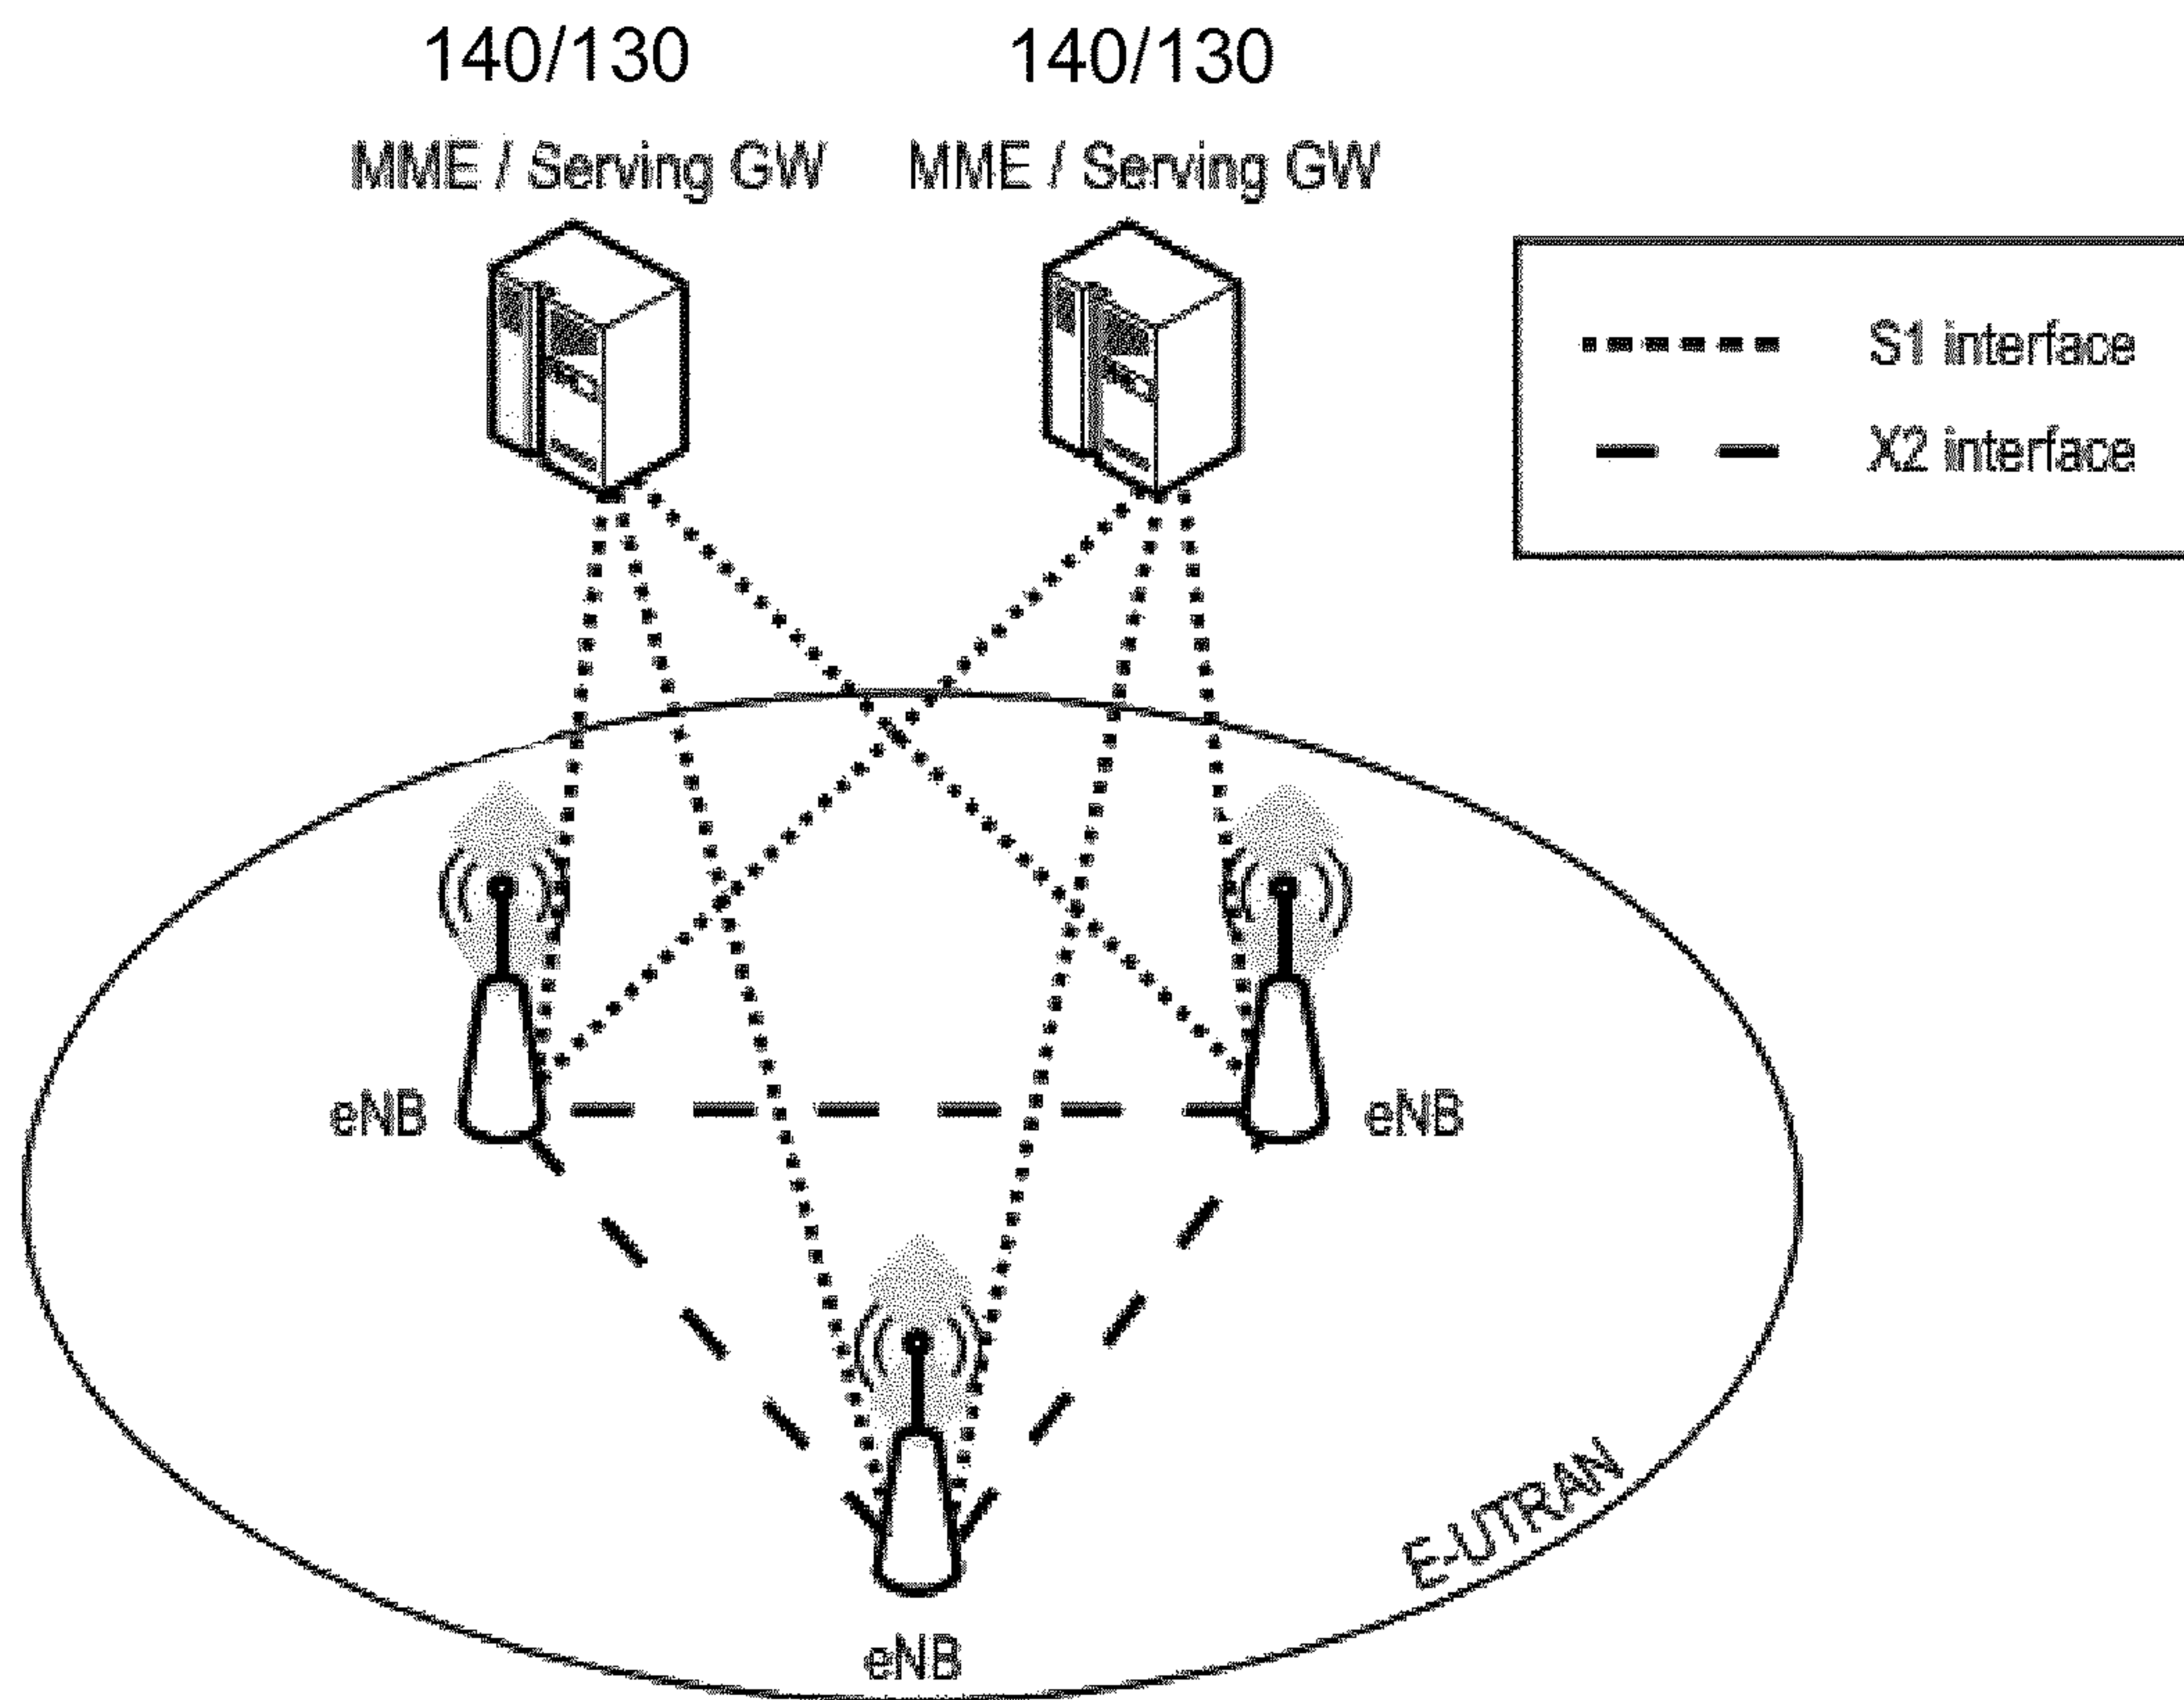 140/130 140/130
MME / Serving GW MME / Serving GW
S1 interface
X2 interface
eNB eNB
E-UTRAN
eNB